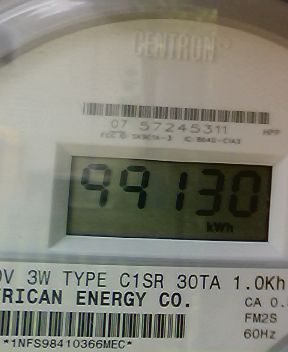 CENTRON
07 57245311
HPP
99130
kWh
0V 3W TYPE C1SR 30TA 1.0Kh
RICAN ENERGY CO.
CA 0.
FM2S
60Hz
*1NFS98410366MEC*